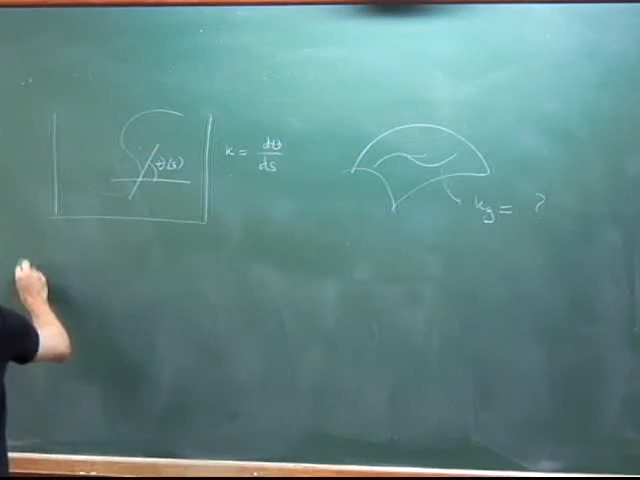 θ(s)
k = dθ/ds
kg = ?